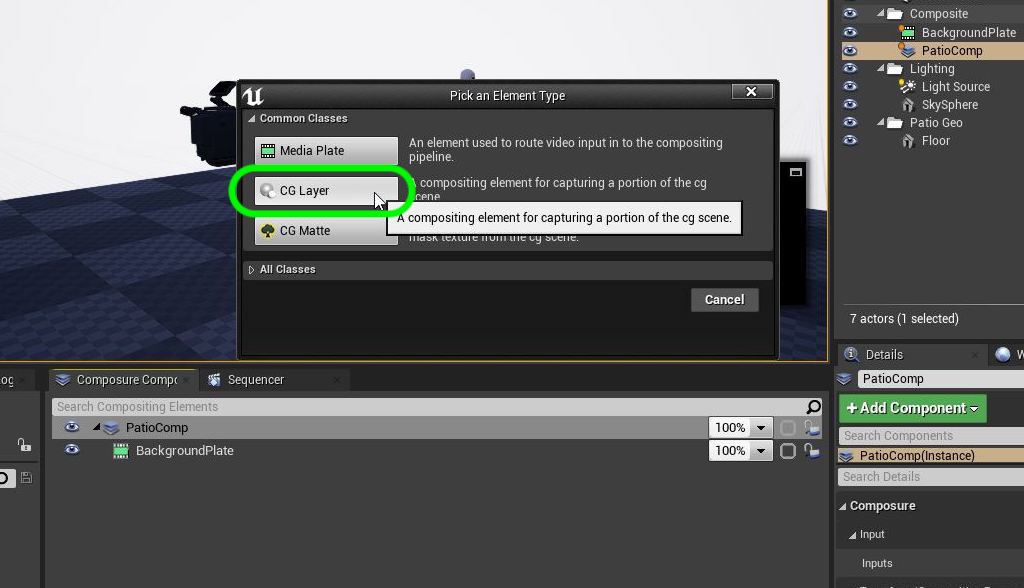 Composite
BackgroundPlate
PatioComp
Lighting
Light Source
SkySphere
Patio Geo
Floor
7 actors (1 selected)
Pick an Element Type
Common Classes
Media Plate
An element used to route video input in to the compositing
pipeline.
CG Layer
A compositing element for capturing a portion of the cg
scene.
A compositing element for capturing a portion of the cg scene.
CG Matte
mask texture from the cg scene.
All Classes
Cancel
Composure Compo
Sequencer
Search Compositing Elements
PatioComp
100%
BackgroundPlate
100%
Details
W
PatioComp
+Add Component
Search Components
PatioComp(Instance)
Search Details
Composure
Input
Inputs